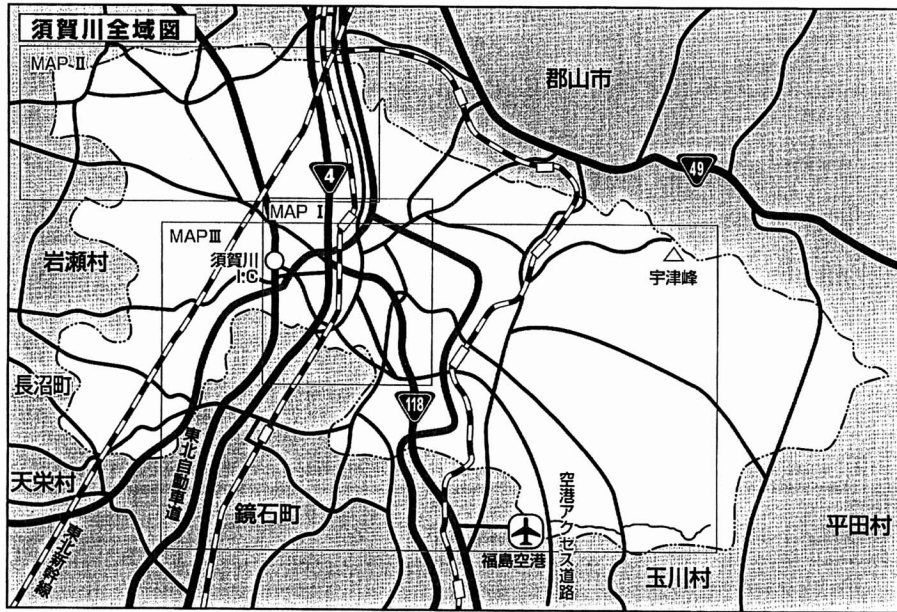 須賀川全域図
MAP-Ⅱ
郡山市
49
4
MAP Ⅰ
MAPⅢ
須賀川
I.C
岩瀬村
宇津峰
長沼町
118
天栄村
東北自動車道
鏡石町
東北新幹線
空港アクセス道路
福島空港
平田村
玉川村